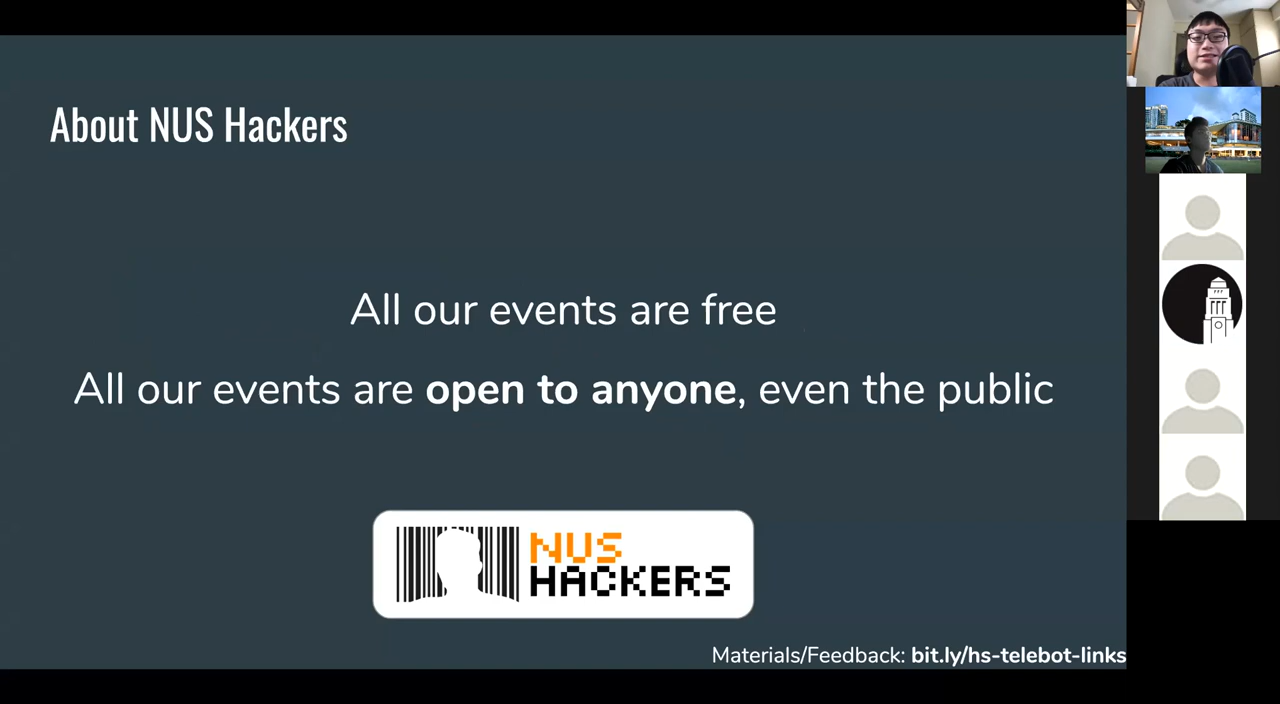 About NUS Hackers
All our events are free
All our events are open to anyone, even the public
NUS
HACKERS
Materials/Feedback: bit.ly/hs-telebot-links